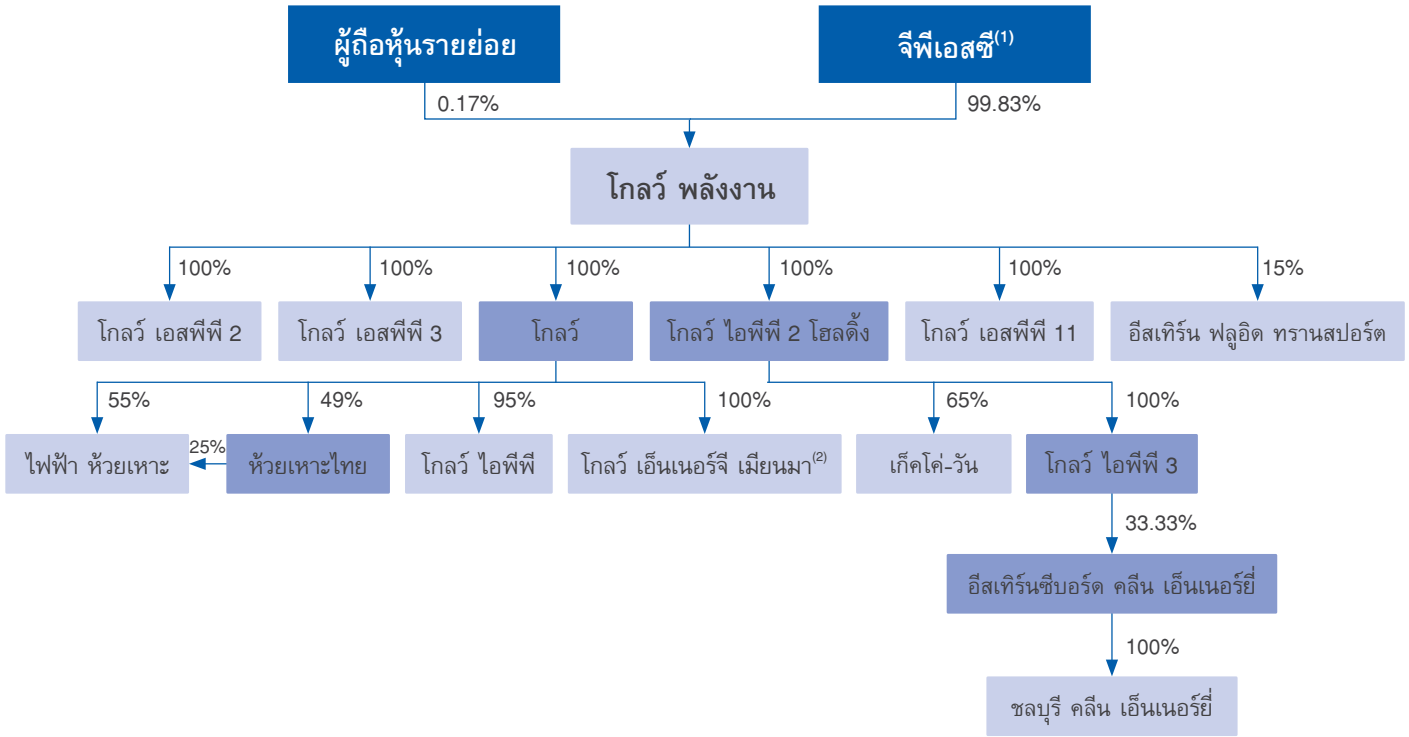 ผู้ถือหุ้นรายย่อย
จีพีเอสซี(1)
0.17%
99.83%
โกลว์ พลังงาน
100%
100%
100%
100%
100%
15%
โกลว์ เอสพีพี 2
โกลว์ เอสพีพี 3
โกลว์
โกลว์ ไอพีพี 2 โฮลดิ้ง
โกลว์ เอสพีพี 11
อีสเทิร์น ฟลูอิด ทรานสปอร์ต
55%
49%
95%
100%
65%
100%
ไฟฟ้า ห้วยเหาะ
25%
ห้วยเหาะไทย
โกลว์ ไอพีพี
โกลว์ เอ็นเนอร์จี เมียนมา(2)
เก็คโค่-วัน
โกลว์ ไอพีพี 3
33.33%
อีสเทิร์นซีบอร์ด คลีน เอ็นเนอร์ยี่
100%
ชลบุรี คลีน เอ็นเนอร์ยี่